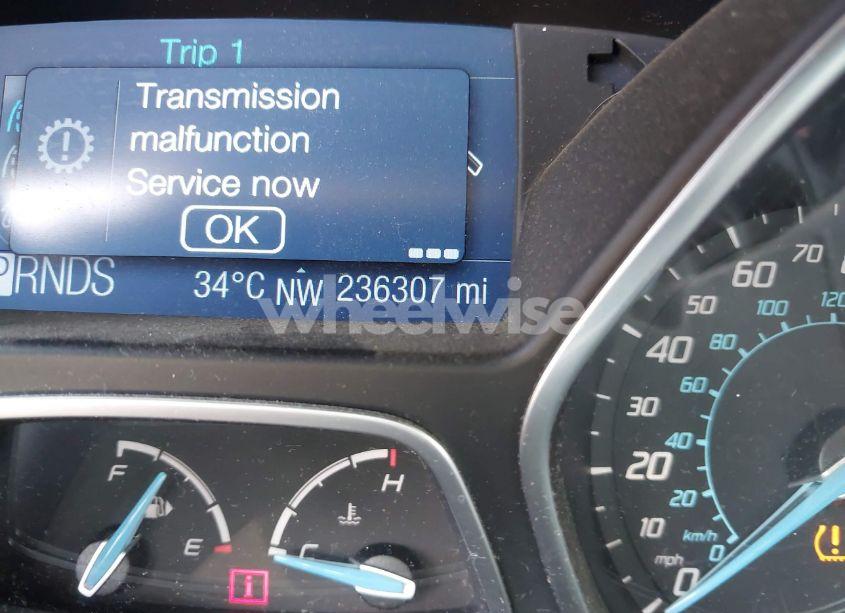 Trip 1
Transmission
malfunction
Service now
OK
PRNDS
34°C NW 236307 mi
wheelwise
70
60
50
120
100
40
80
60
30
40
20
20
10
km/h
0
mph
0
F
E
H
C
i